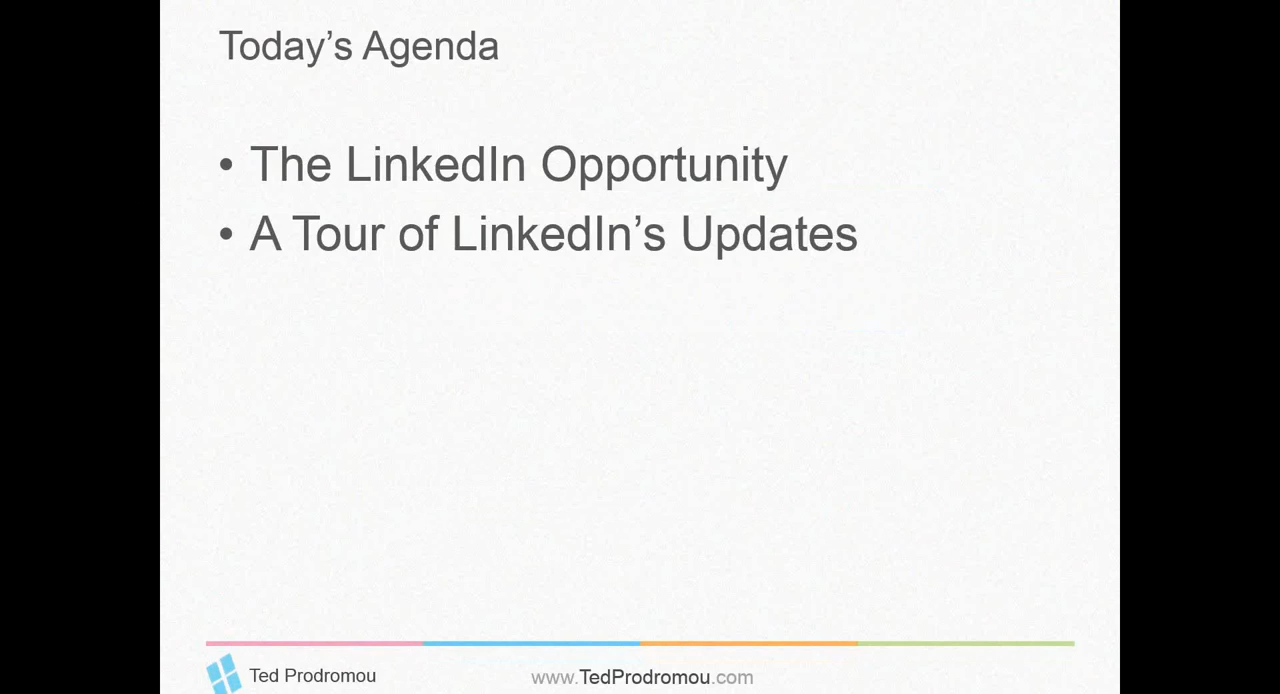 Today’s Agenda
• The LinkedIn Opportunity
• A Tour of LinkedIn’s Updates
Ted Prodromou
www.TedProdromou.com